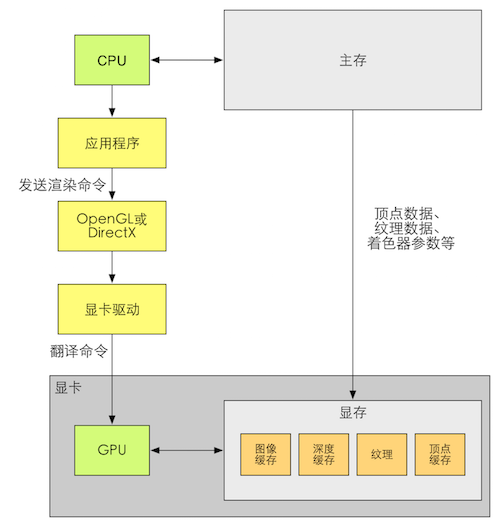 CPU
主存
应用程序
发送渲染命令
OpenGL或
DirectX
顶点数据、
纹理数据、
着色器参数等
显卡驱动
翻译命令
显卡
显存
GPU
图像
缓存
深度
缓存
纹理
顶点
缓存